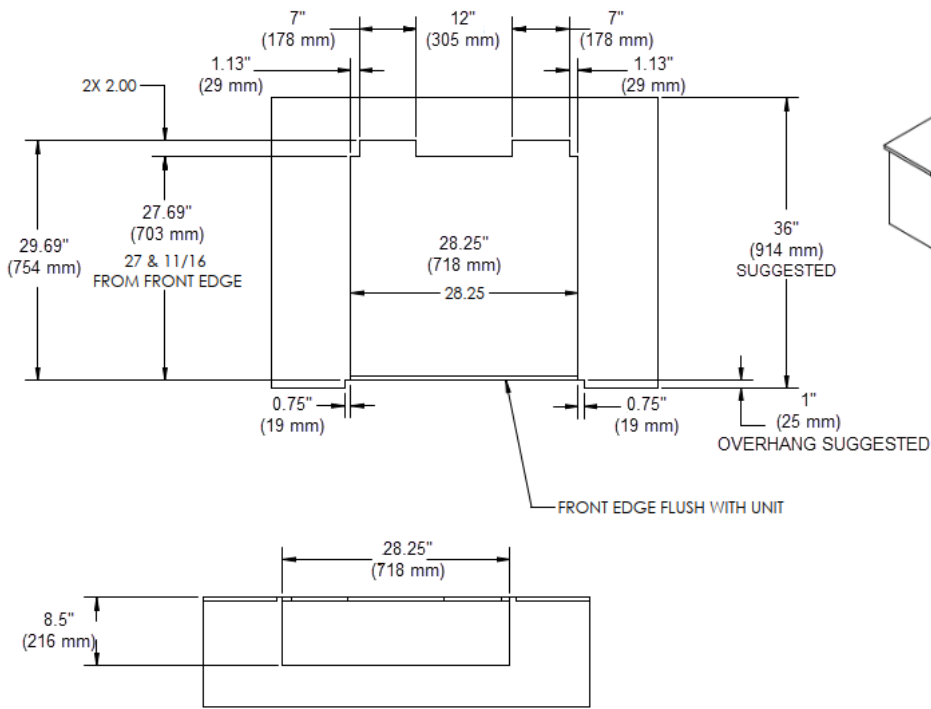 7"
(178 mm)
12"
(305 mm)
7"
(178 mm)
1.13"
(29 mm)
1.13"
(29 mm)
2X 2.00
29.69"
(754 mm)
27.69"
(703 mm)
27 & 11/16
FROM FRONT EDGE
28.25"
(718 mm)
28.25
36"
(914 mm)
SUGGESTED
0.75"
(19 mm)
0.75"
(19 mm)
1"
(25 mm)
OVERHANG SUGGESTED
FRONT EDGE FLUSH WITH UNIT
28.25"
(718 mm)
8.5"
(216 mm)